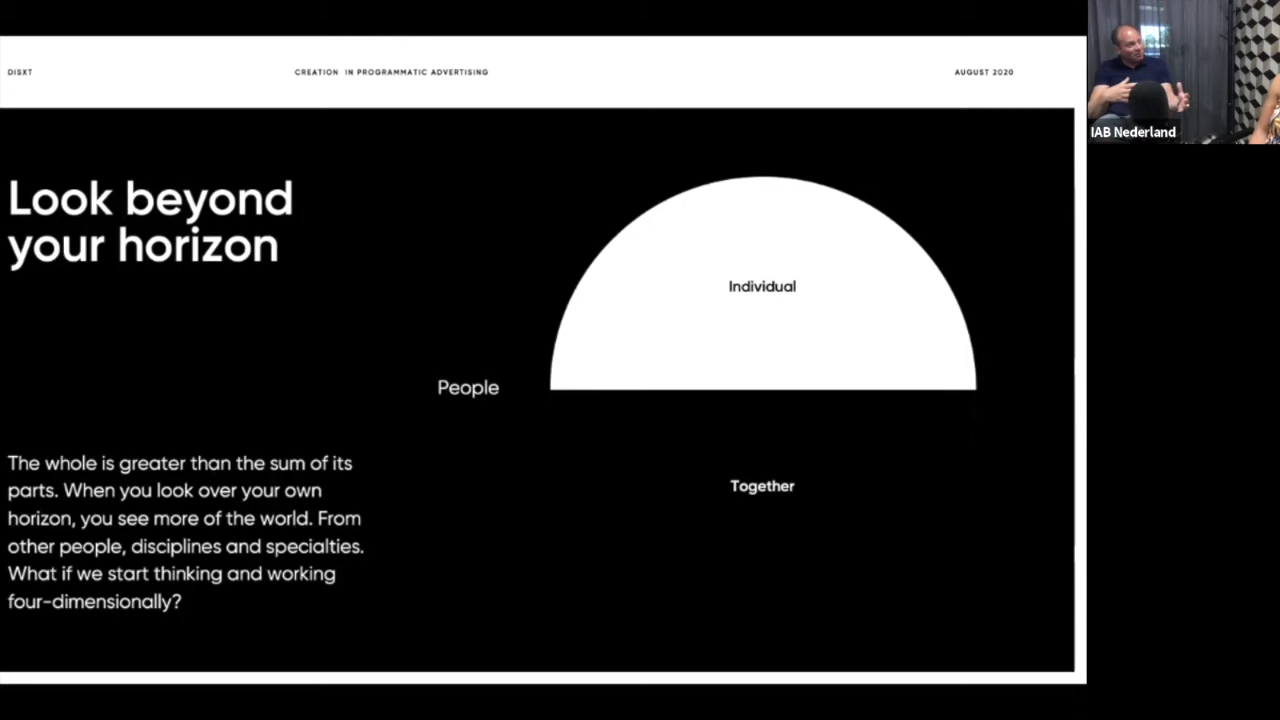 DISXT
CREATION IN PROGRAMMATIC ADVERTISING
AUGUST 2020
IAB Nederland
Look beyond
your horizon
Individual
People
Together
The whole is greater than the sum of its
parts. When you look over your own
horizon, you see more of the world. From
other people, disciplines and specialties.
What if we start thinking and working
four-dimensionally?